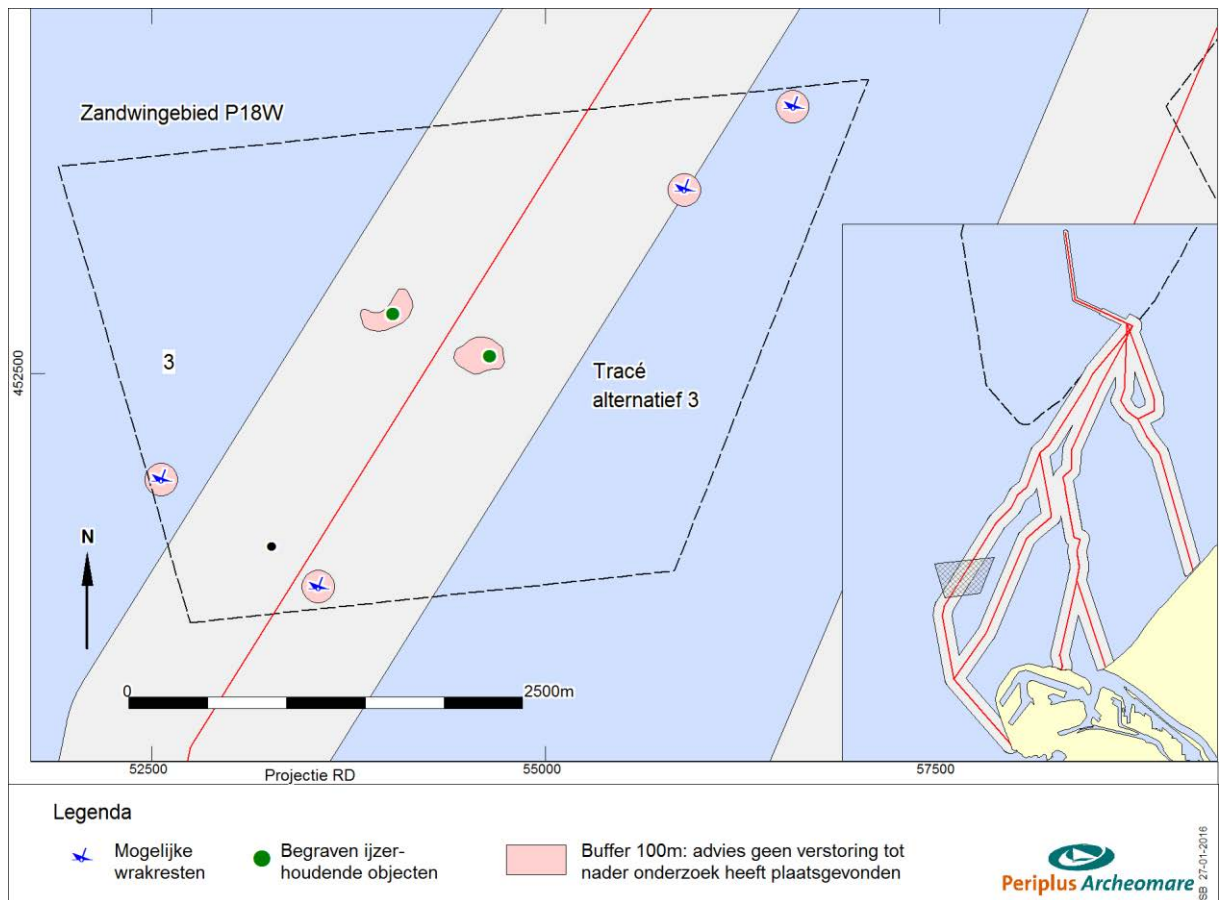 Zandwingebied P18W
3
Tracé
alternatief 3
452500
N
0
2500m
52500
Projectie RD
55000
57500
Legenda
Mogelijke
wrakresten
Begraven ijzer-
houdende objecten
Buffer 100m: advies geen verstoring tot
nader onderzoek heeft plaatsgevonden
Periplus Archeomare
SB 27-01-2016